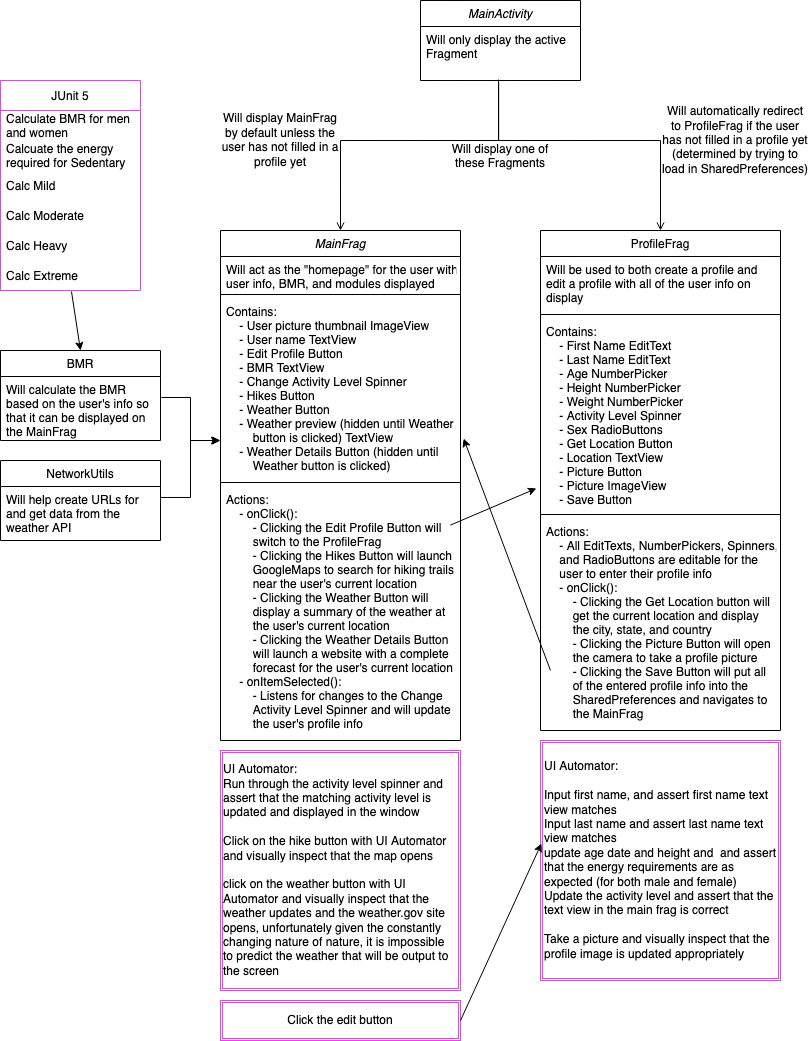 MainActivity
Will only display the active
Fragment
JUnit 5
Calculate BMR for men
and women
Calcuate the energy
required for Sedentary
Calc Mild
Calc Moderate
Calc Heavy
Calc Extreme
Will display MainFrag
by default unless the
user has not filled in a
profile yet
Will display one of
these Fragments
Will automatically redirect
to ProfileFrag if the user
has not filled in a profile yet
(determined by trying to
load in SharedPreferences)
BMR
Will calculate the BMR
based on the user's info so
that it can be displayed on
the MainFrag
NetworkUtils
Will help create URLs for
and get data from the
weather API
MainFrag
Will act as the "homepage" for the user with
user info, BMR, and modules displayed
Contains:
- User picture thumbnail ImageView
- User name TextView
- Edit Profile Button
- BMR TextView
- Change Activity Level Spinner
- Hikes Button
- Weather Button
- Weather preview (hidden until Weather
button is clicked) TextView
- Weather Details Button (hidden until
Weather button is clicked)
Actions:
- onClick():
- Clicking the Edit Profile Button will
switch to the ProfileFrag
- Clicking the Hikes Button will launch
GoogleMaps to search for hiking trails
near the user's current location
- Clicking the Weather Button will
display a summary of the weather at
the user's current location
- Clicking the Weather Details Button
will launch a website with a complete
forecast for the user's current location
- onItemSelected():
- Listens for changes to the Change
Activity Level Spinner and will update
the user's profile info
UI Automator:
Run through the activity level spinner and
assert that the matching activity level is
updated and displayed in the window
Click on the hike button with UI Automator
and visually inspect that the map opens
click on the weather button with UI
Automator and visually inspect that the
weather updates and the weather.gov site
opens, unfortunately given the constantly
changing nature of nature, it is impossible
to predict the weather that will be output to
the screen
Click the edit button
ProfileFrag
Will be used to both create a profile and
edit a profile with all of the user info on
display
Contains:
- First Name EditText
- Last Name EditText
- Age NumberPicker
- Height NumberPicker
- Weight NumberPicker
- Activity Level Spinner
- Sex RadioButtons
- Get Location Button
- Location TextView
- Picture Button
- Picture ImageView
- Save Button
Actions:
- All EditTexts, NumberPickers, Spinners,
and RadioButtons are editable for the
user to enter their profile info
- onClick():
- Clicking the Get Location button will
get the current location and display
the city, state, and country
- Clicking the Picture Button will open
the camera to take a profile picture
- Clicking the Save Button will put all
of the entered profile info into the
SharedPreferences and navigates to
the MainFrag
UI Automator:
Input first name, and assert first name text
view matches
Input last name and assert last name text
view matches
update age date and height and and assert
that the energy requirements are as
expected (for both male and female)
Update the activity level and assert that the
text view in the main frag is correct
Take a picture and visually inspect that the
profile image is updated appropriately